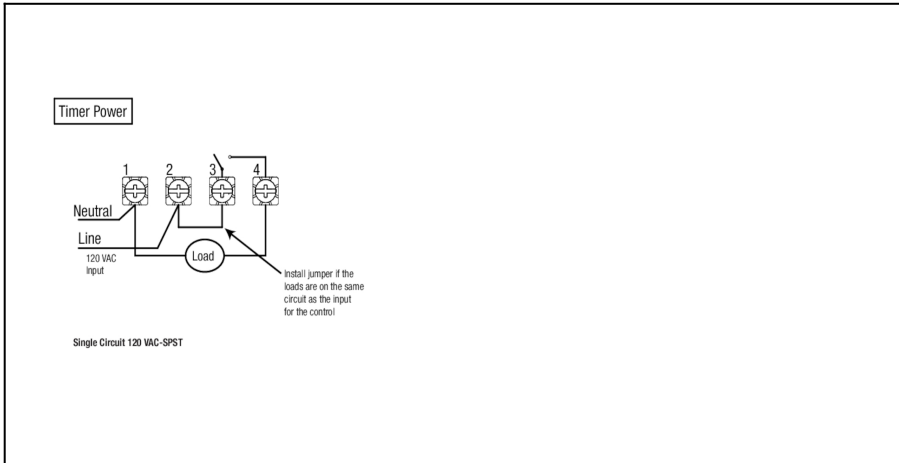 Timer Power
1 2 3 4
Neutral
Line
120 VAC
Input
Load
Install jumper if the
loads are on the same
circuit as the input
for the control
Single Circuit 120 VAC-SPST